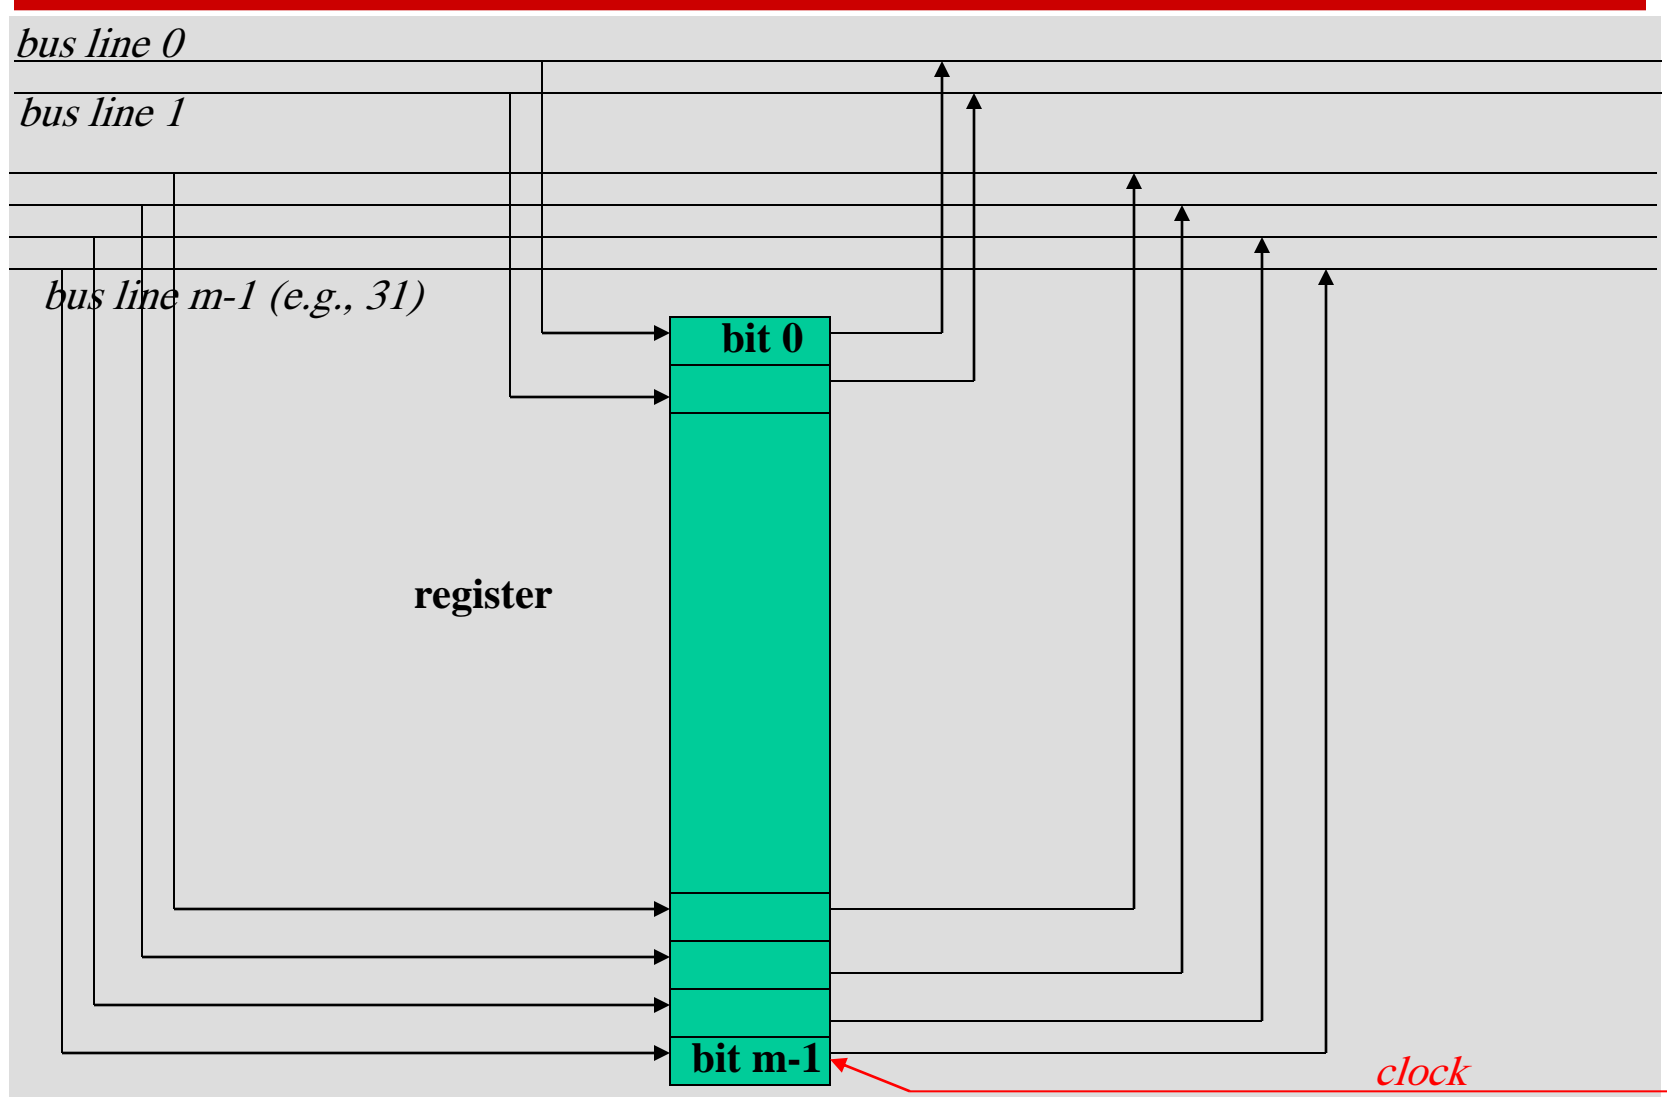 bus line 0
bus line 1
bus line m-1 (e.g., 31)
bit 0
register
bit m-1
clock